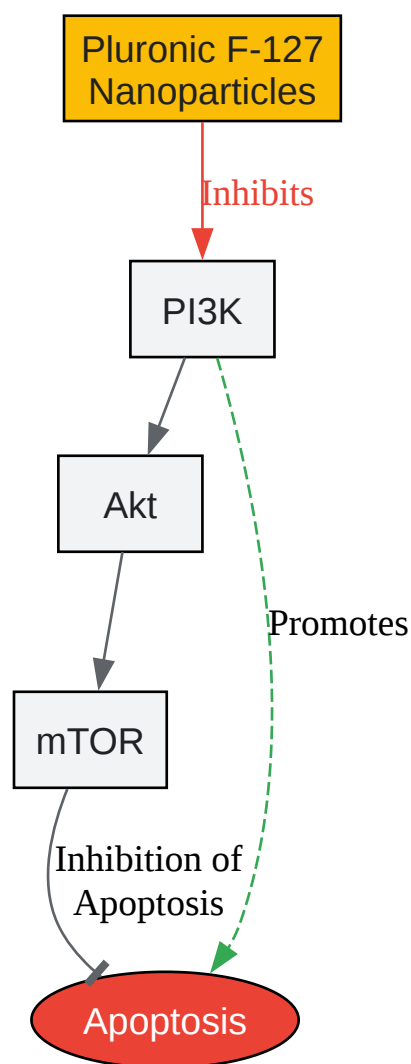 Pluronic F-127
Nanoparticles
Inhibits
PI3K
Akt
Promotes
mTOR
Inhibition of
Apoptosis
Apoptosis